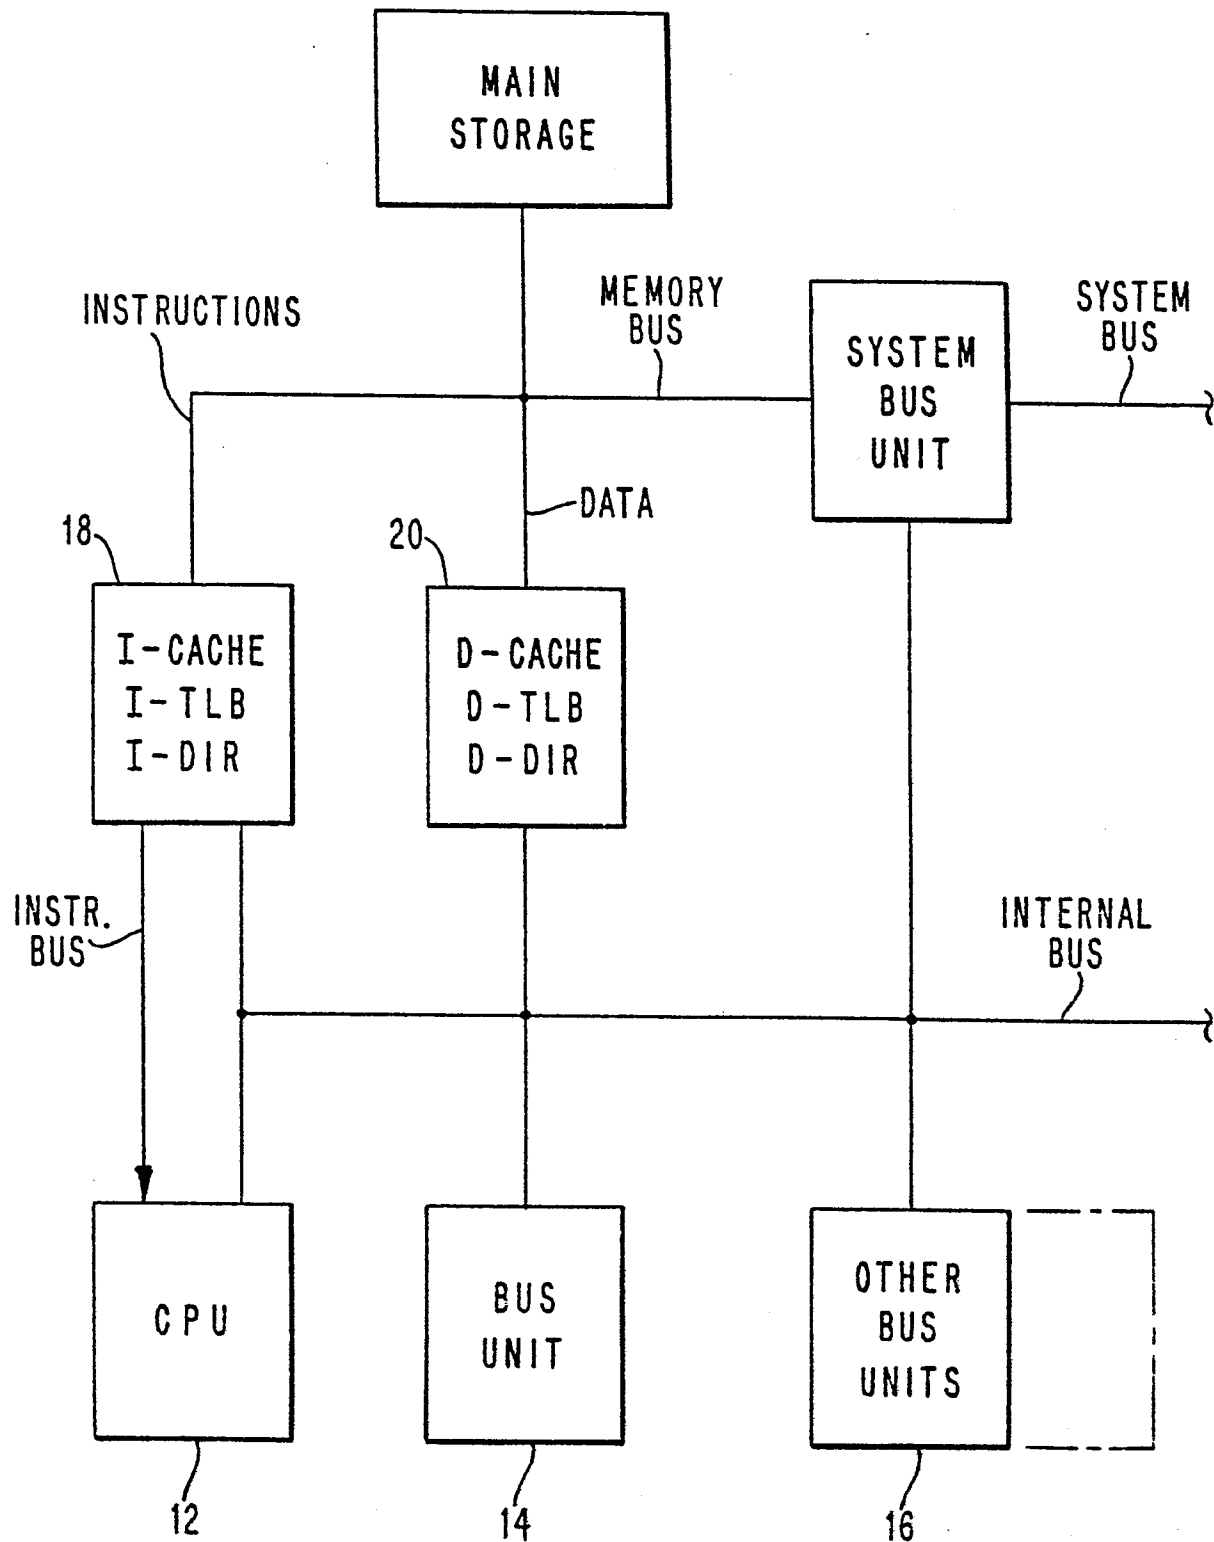 MAIN
STORAGE
INSTRUCTIONS
MEMORY
BUS
SYSTEM
BUS
UNIT
SYSTEM
BUS
DATA
18
20
I-CACHE
I-TLB
I-DIR
D-CACHE
D-TLB
D-DIR
INSTR.
BUS
INTERNAL
BUS
CPU
BUS
UNIT
OTHER
BUS
UNITS
12
14
16